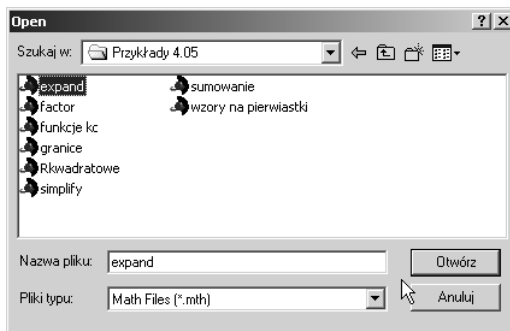 Open
Szukaj w: Przykłady 4.05
expand
factor
funkcje kc
granice
Rkwadratowe
simplify
sumowanie
wzory na pierwiastki
Nazwa pliku: expand Otwórz
Pliki typu: Math Files (*.mth) Anuluj